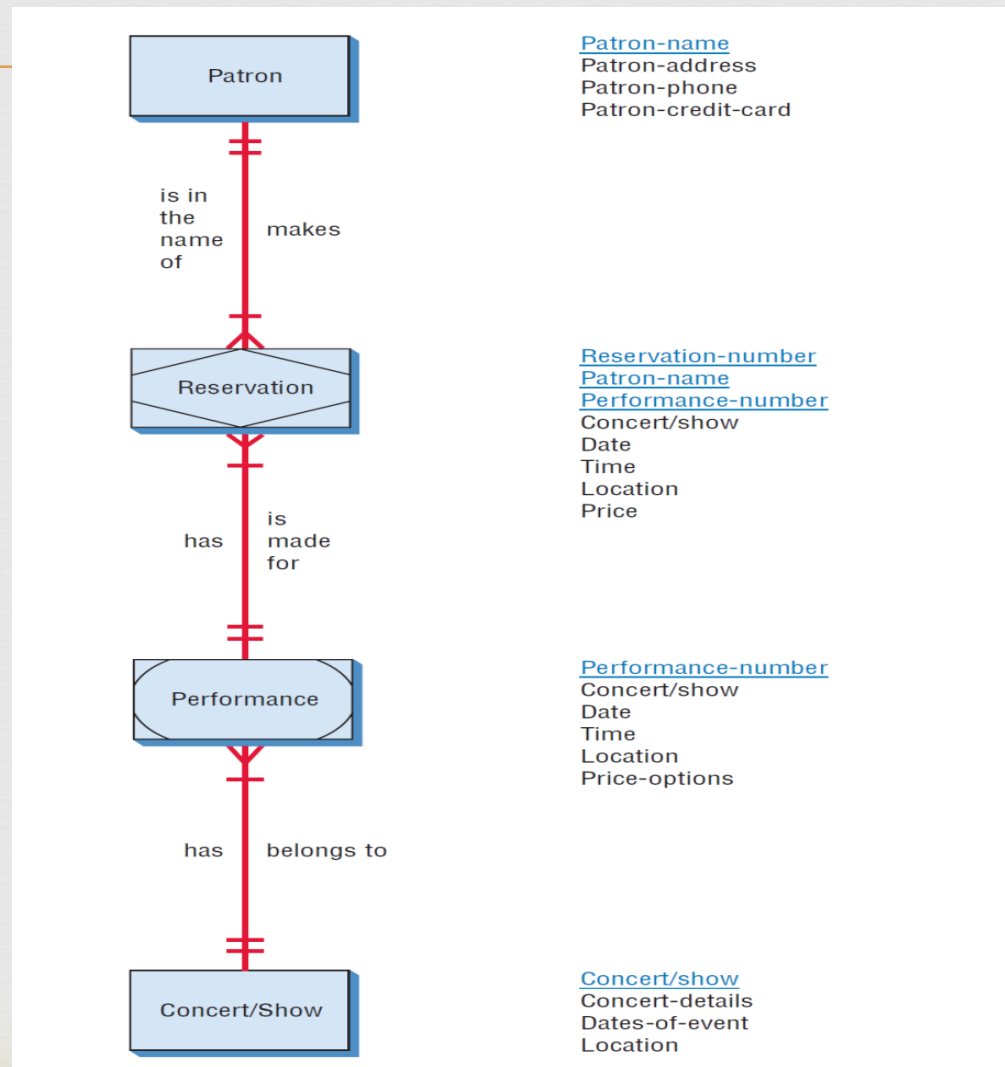 Patron
Patron-name
Patron-address
Patron-phone
Patron-credit-card
is in
the
name
of
makes
Reservation
Reservation-number
Patron-name
Performance-number
Concert/show
Date
Time
Location
Price
has
is
made
for
Performance
Performance-number
Concert/show
Date
Time
Location
Price-options
has
belongs to
Concert/Show
Concert/show
Concert-details
Dates-of-event
Location